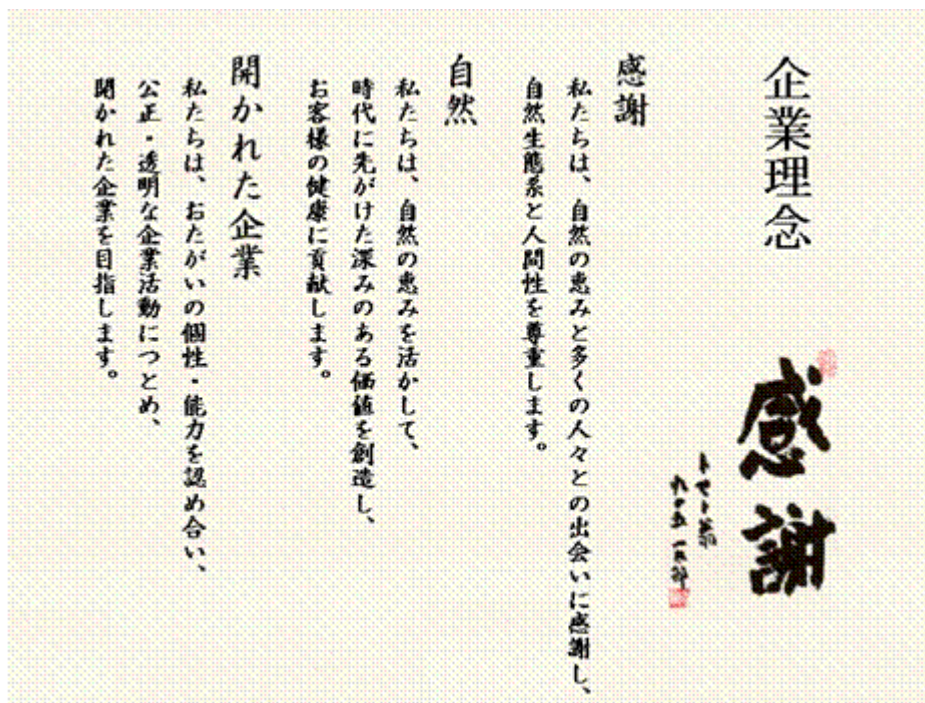 企業理念
感謝
感謝
私たちは、自然の恵みと多くの人々との出会いに感謝し、
自然生態系と人間性を尊重します。
自然
私たちは、自然の恵みを活かして、
時代に先がけた深みのある価値を創造し、
お客様の健康に貢献します。
開かれた企業
私たちは、おたがいの個性・能力を認め合い、
公正・透明な企業活動につとめ、
開かれた企業を目指します。